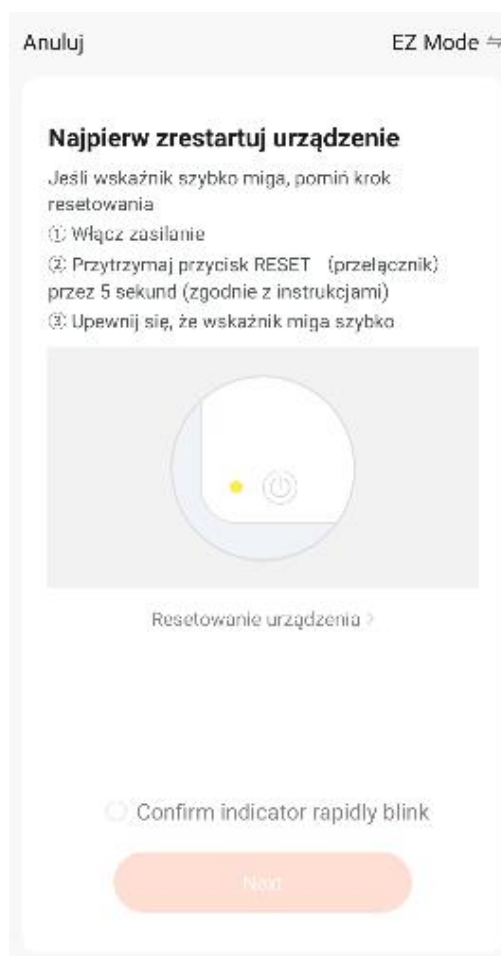 Anuluj
EZ Mode ⇋
Najpierw zrestartuj urządzenie
Jeśli wskaźnik szybko miga, pomiń krok
resetowania
① Włącz zasilanie
② Przytrzymaj przycisk RESET (przełącznik)
przez 5 sekund (zgodnie z instrukcjami)
③ Upewnij się, że wskaźnik miga szybko
Resetowanie urządzenia >
Confirm indicator rapidly blink
Next